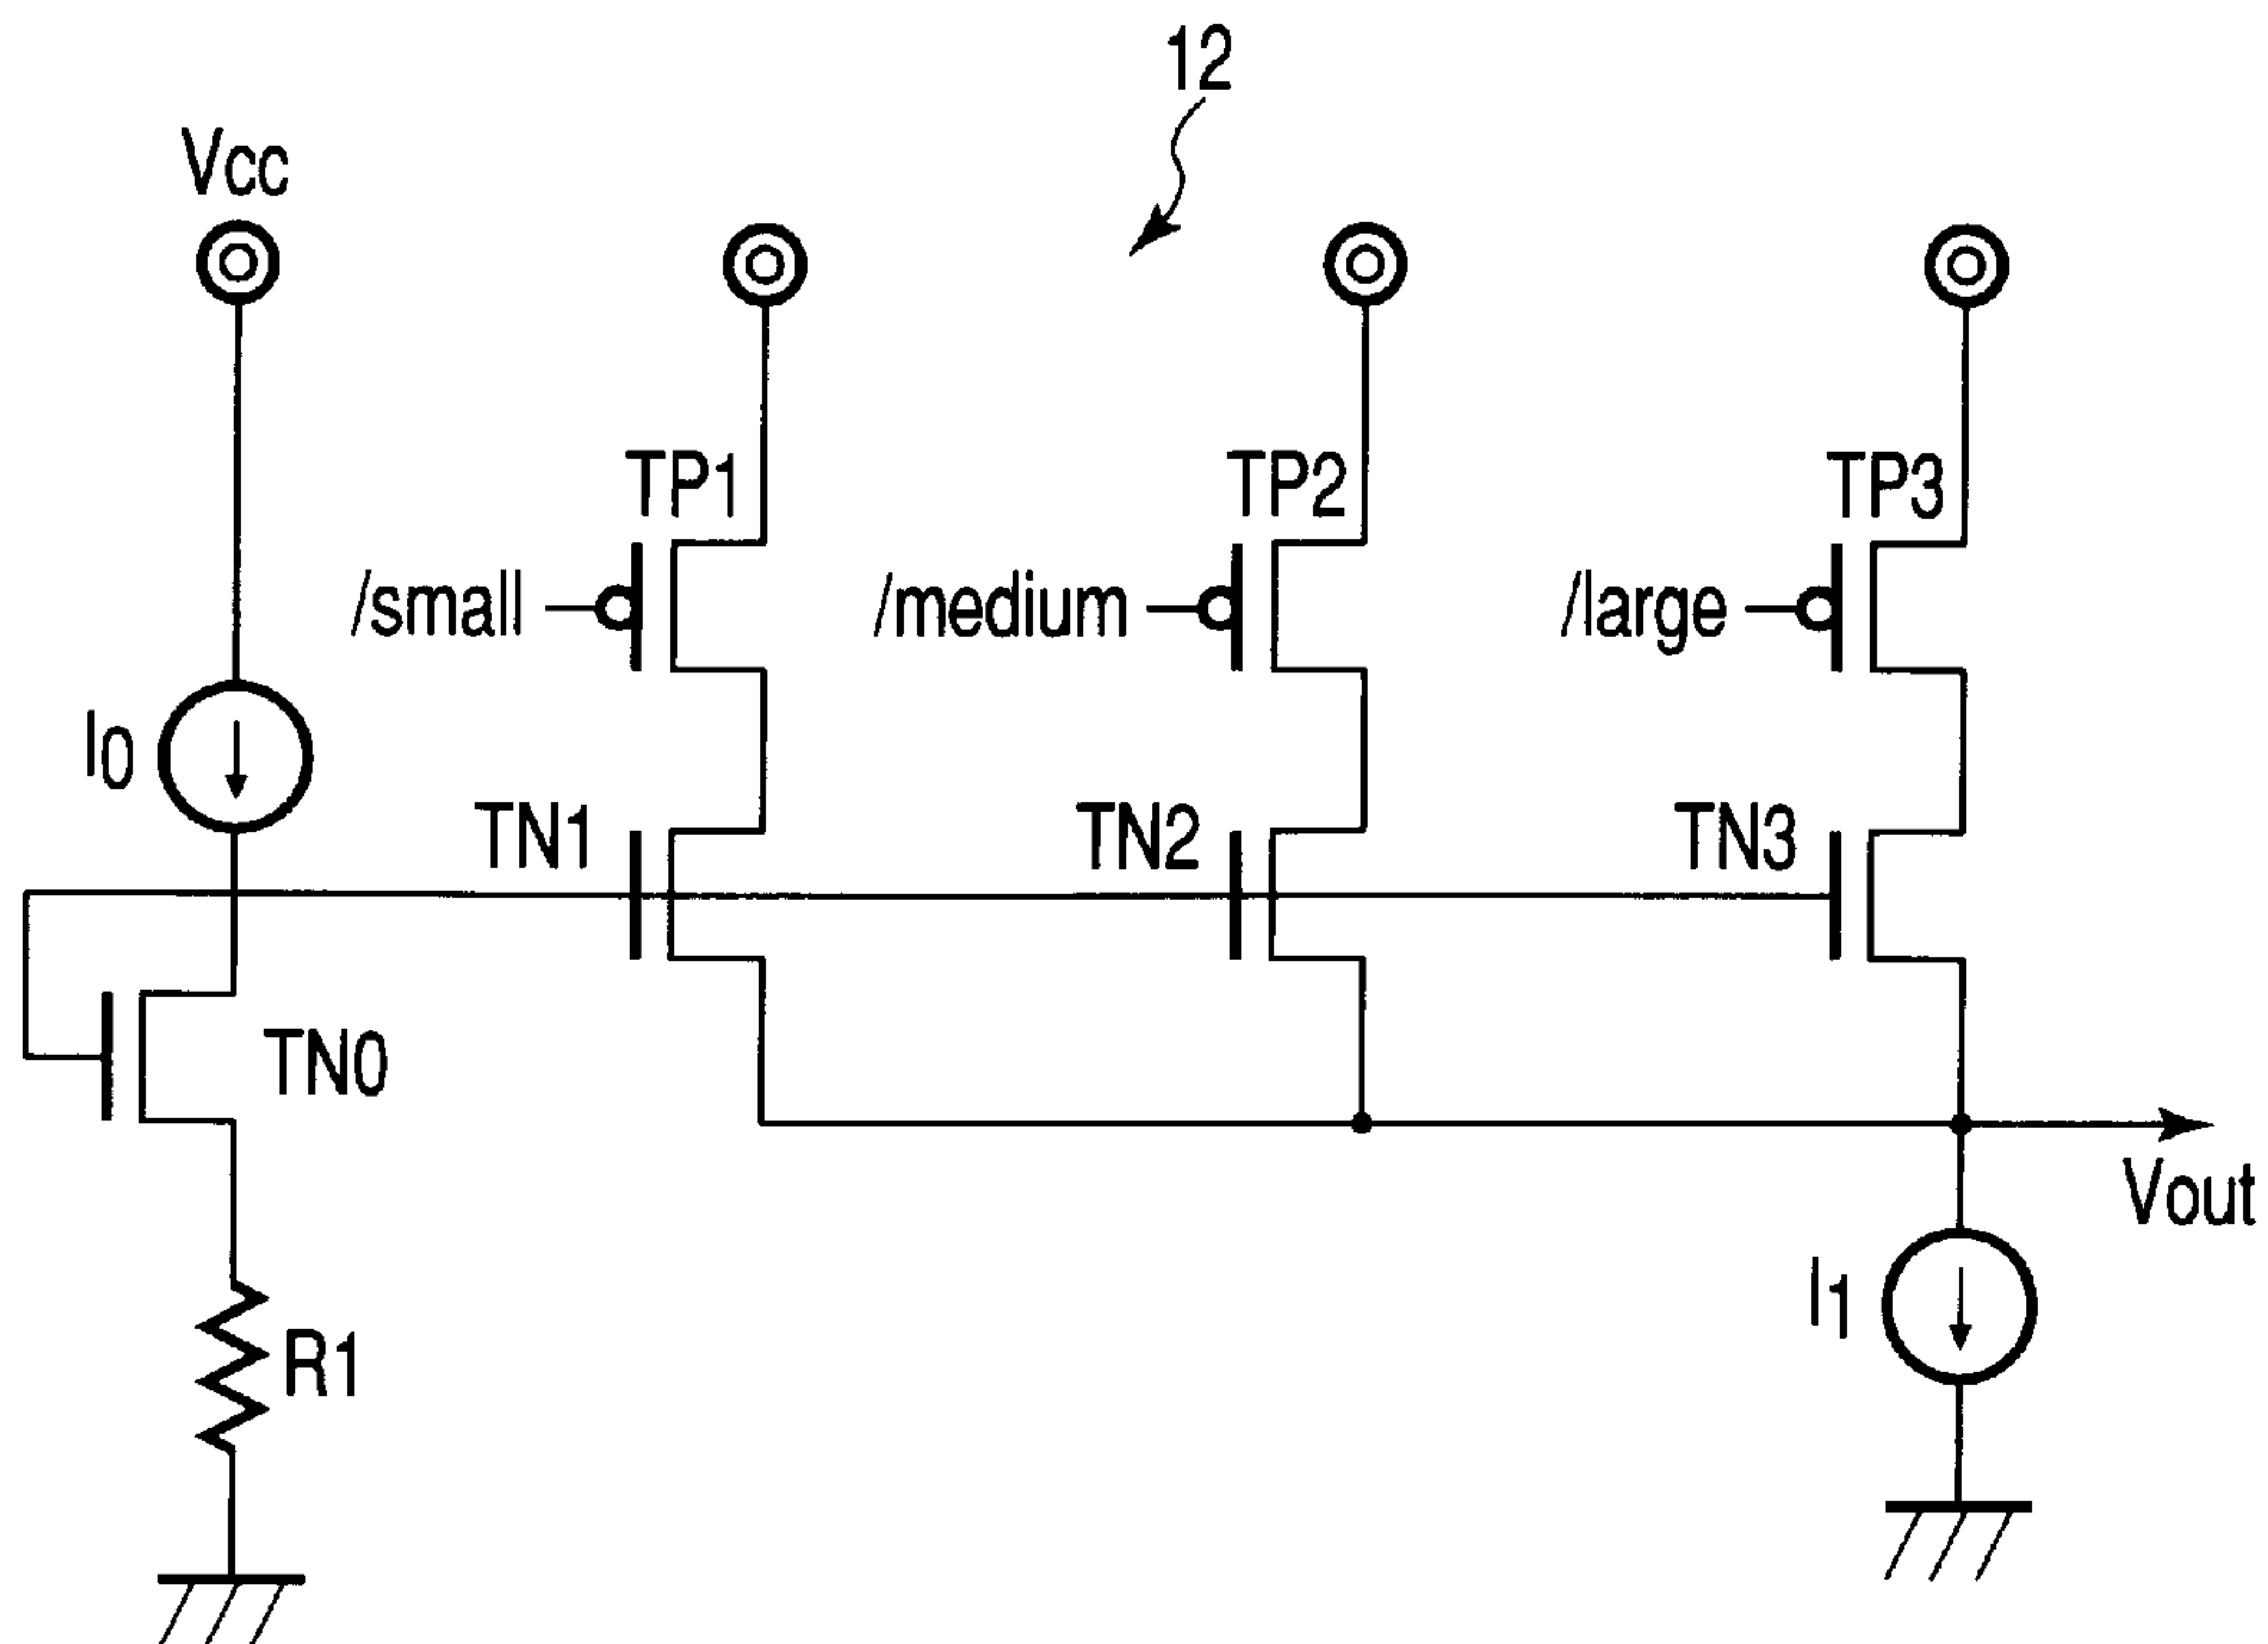 12
Vcc
TP1
TP2
TP3
/small
/medium
/large
I0
TN1
TN2
TN3
TN0
Vout
I1
R1